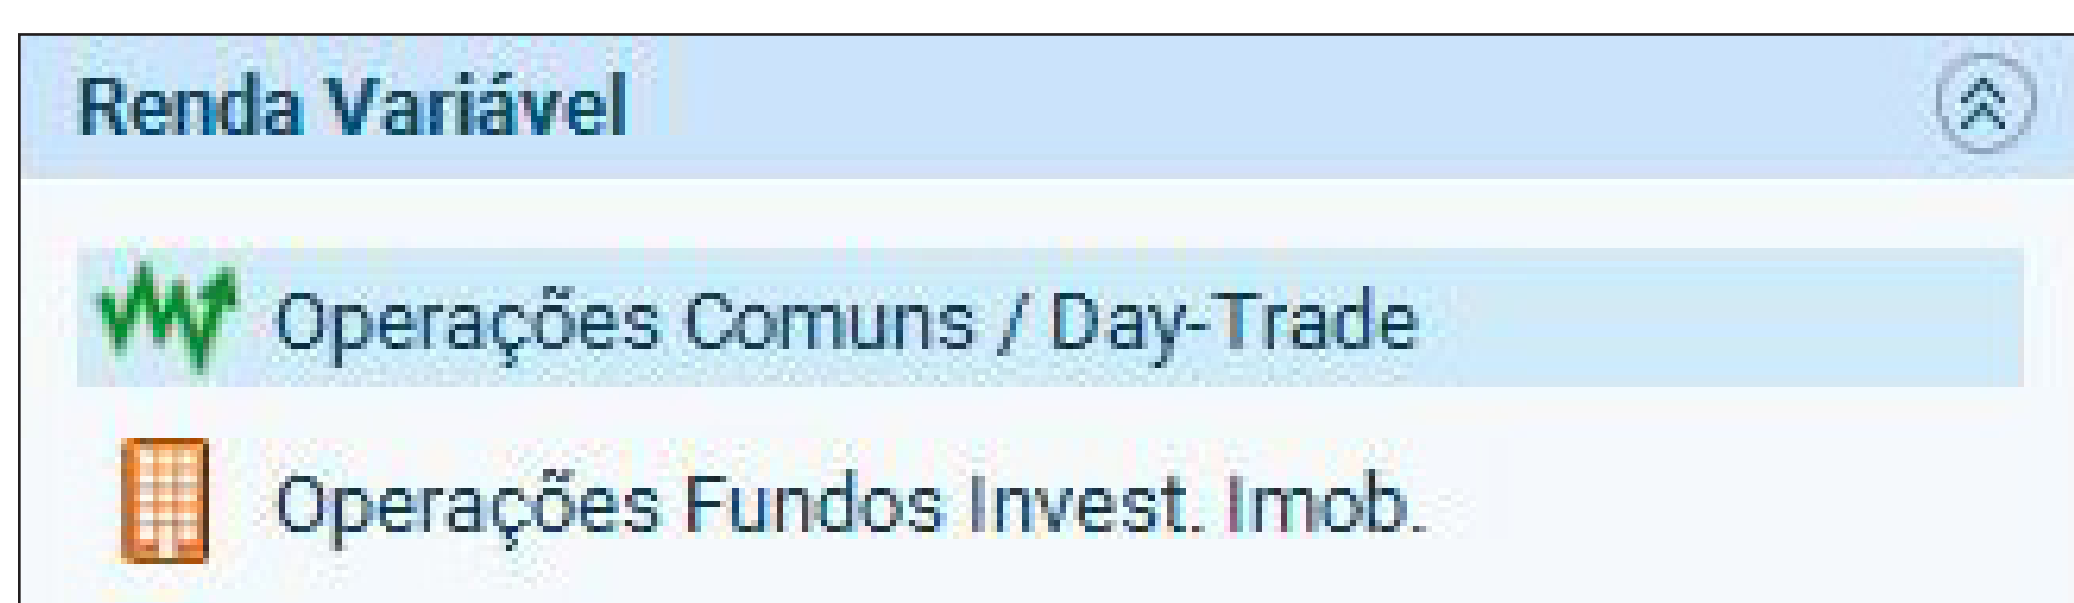 Renda Variável
Operações Comuns / Day-Trade
Operações Fundos Invest. Imob.